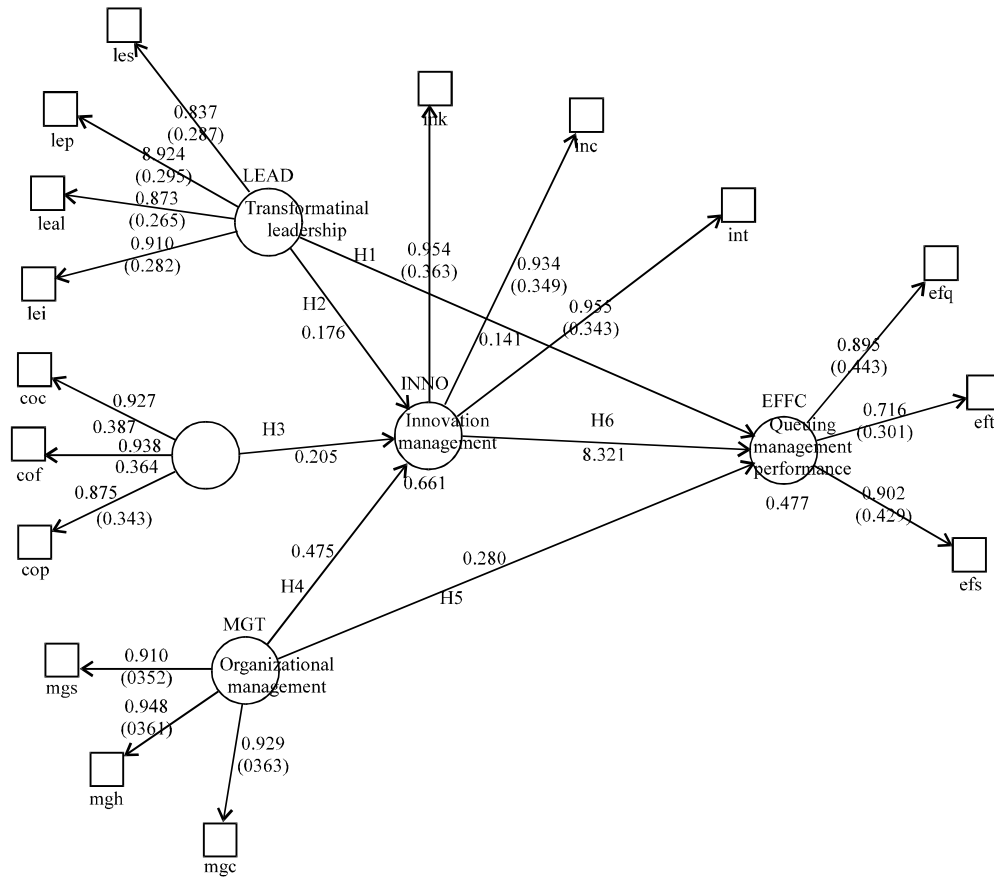 les
0.837
(0.287)
lep
8.924
(0.295)
leal
0.873
(0.265)
lei
0.910
(0.282)
LEAD
Transformatinal
leadership
H1
0.141
H2
0.176
ink
0.954
(0.363)
inc
0.934
(0.349)
int
0.955
(0.343)
efq
0.895
(0.443)
eft
0.716
(0.301)
efs
0.902
(0.429)
coc
0.927
0.387
cof
0.938
0.364
cop
0.875
(0.343)
H3
0.205
INNO
Innovation
management
0.661
H6
8.321
EFFC
Queuing
management
performance
0.477
0.475
H4
0.280
H5
MGT
Organizational
management
mgs
0.910
(0352)
mgh
0.948
(0361)
mgc
0.929
(0363)